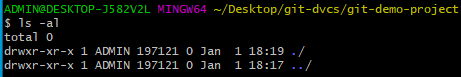 ADMIN@DESKTOP-J582V2L MINGW64 ~/Desktop/git-dvcs/git-demo-project
$ ls -al
total 0
drwxr-xr-x 1 ADMIN 197121 0 Jan  1 18:19 ./
drwxr-xr-x 1 ADMIN 197121 0 Jan  1 18:17 ../